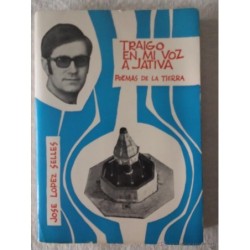 TRAIGO
EN MI VOZ
A JATIVA
POEMAS DE LA TIERRA
JOSE LOPEZ SELLES